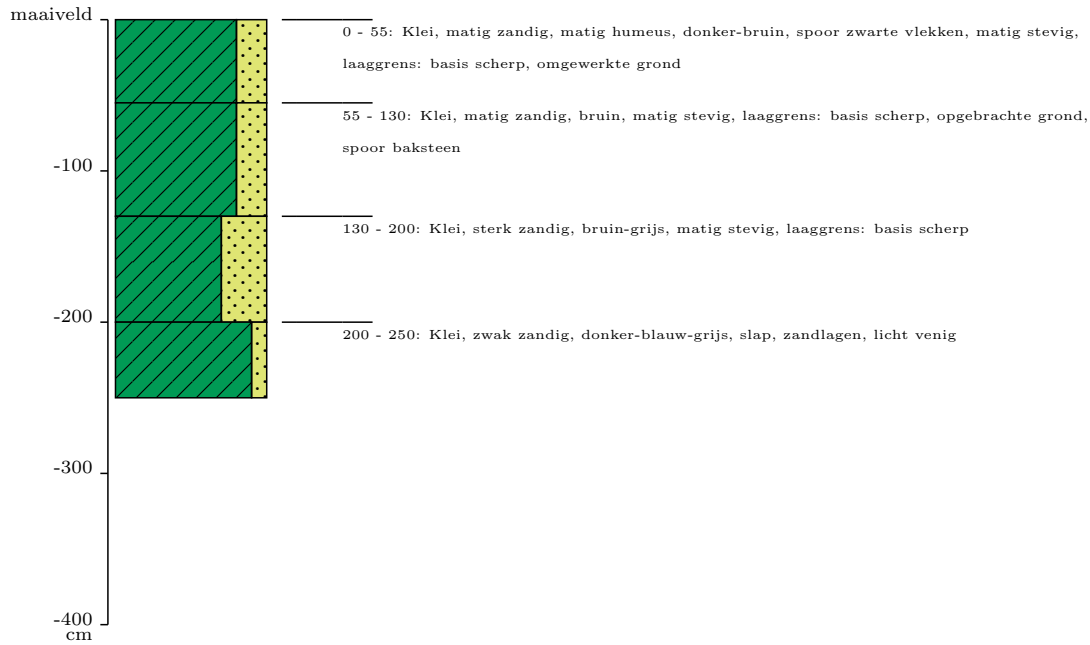 maaiveld
0 - 55: Klei, matig zandig, matig humeus, donker-bruin, spoor zwarte vlekken, matig stevig,
laaggrens: basis scherp, omgewerkte grond
55 - 130: Klei, matig zandig, bruin, matig stevig, laaggrens: basis scherp, opgebrachte grond,
spoor baksteen
-100
130 - 200: Klei, sterk zandig, bruin-grijs, matig stevig, laaggrens: basis scherp
-200
200 - 250: Klei, zwak zandig, donker-blauw-grijs, slap, zandlagen, licht venig
-300
-400
cm